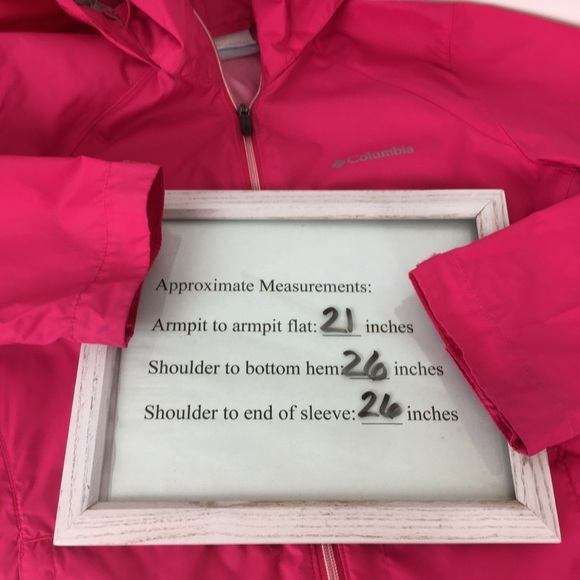 Columbia
Approximate Measurements:
Armpit to armpit flat: 21 inches
Shoulder to bottom hem: 26 inches
Shoulder to end of sleeve: 26 inches